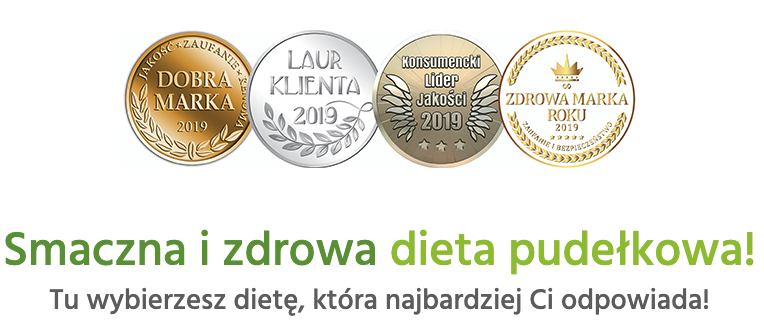 JAKOŚĆ • ZAUFANIE • RENOMA
DOBRA
MARKA
2019
LAUR
KLIENTA
2019
Konsumencki
Lider
Jakości
2019
ZDROWA MARKA
ROKU
2019
ZAUFANIE I BEZPIECZEŃSTWO
Smaczna i zdrowa dieta pudełkowa!
Tu wybierzesz dietę, która najbardziej Ci odpowiada!